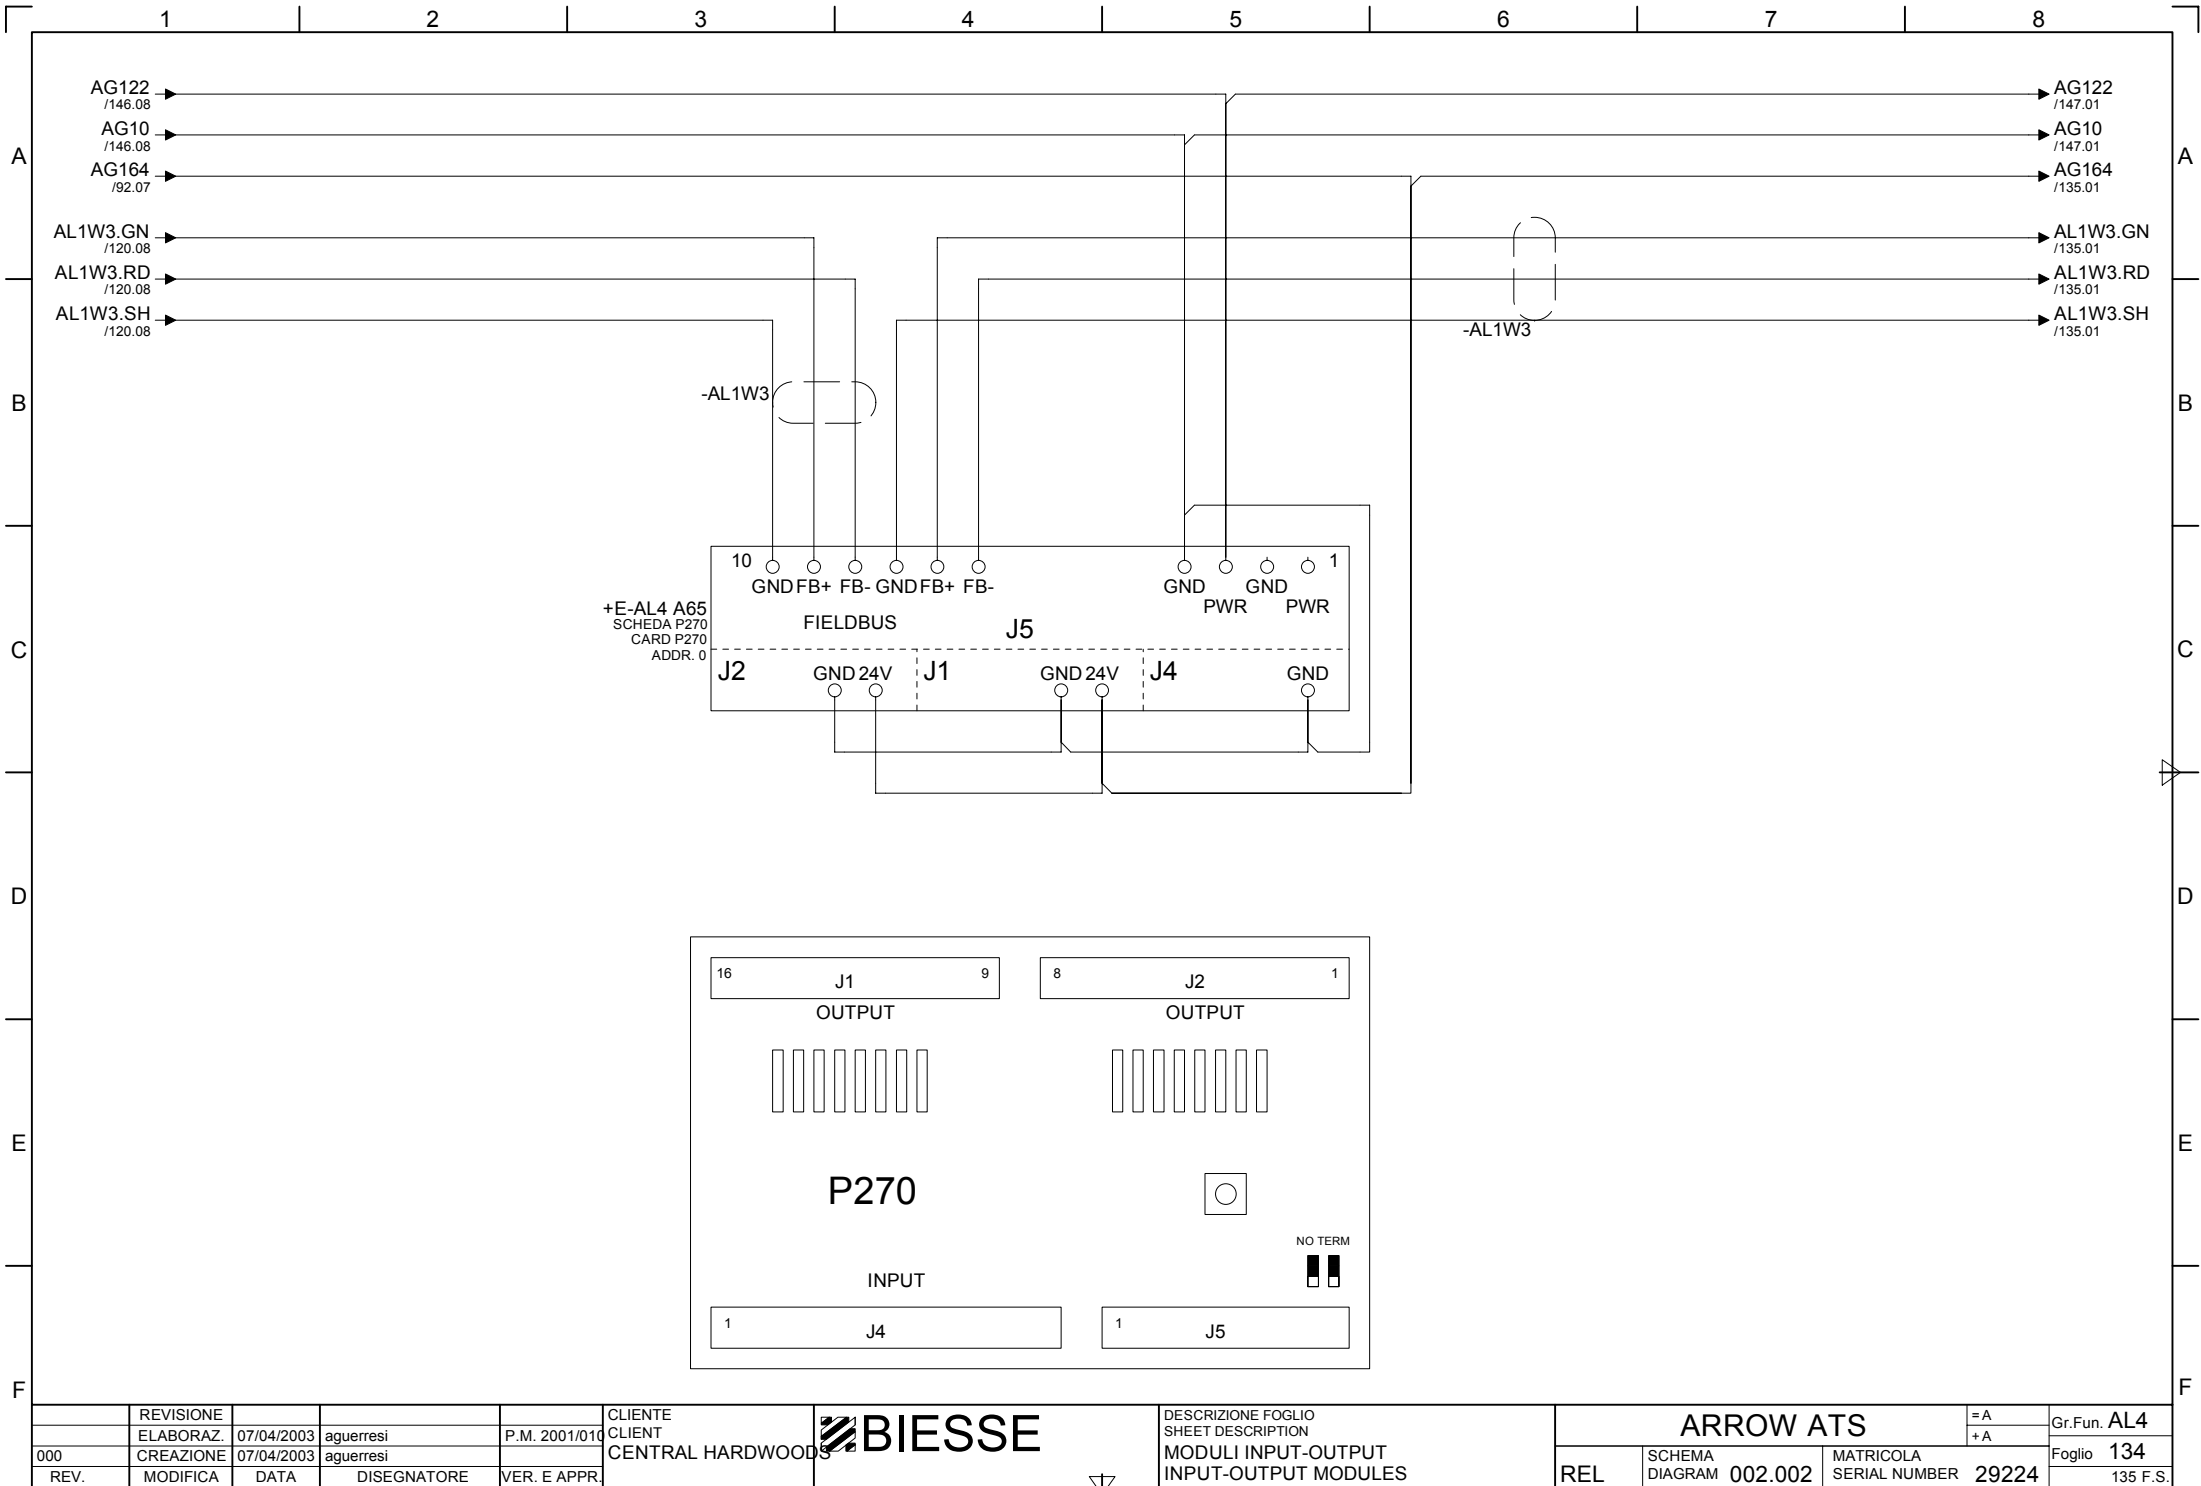 1 2 3 4 5 6 7 8
AG122 AG122
/146.08 /147.01
AG10 AG10
/146.08 /147.01
A A
AG164 AG164
/92.07 /135.01
AL1W3.GN AL1W3.GN
/120.08 /135.01
AL1W3.RD AL1W3.RD
/120.08 /135.01
AL1W3.SH AL1W3.SH
/120.08 /135.01
-AL1W3
-AL1W3
B B
10 1
GND FB+ FB- GND FB+ FB- GND PWR GND PWR
+E-AL4 A65
SCHEDA P270
CARD P270
ADDR. 0
FIELDBUS J5
C C
J2 GND 24V J1 GND 24V J4 GND
D D
16 J1 9 8 J2 1
OUTPUT OUTPUT
E E
P270
NO TERM
INPUT
1 J4 1 J5
F F
REVISIONE
ELABORAZ. 07/04/2003 aguerresi P.M. 2001/010
000 CREAZIONE 07/04/2003 aguerresi
REV. MODIFICA DATA DISEGNATORE VER. E APPR.
CLIENTE
CLIENT
CENTRAL HARDWOODS
BIESSE
DESCRIZIONE FOGLIO
SHEET DESCRIPTION
MODULI INPUT-OUTPUT
INPUT-OUTPUT MODULES
ARROW ATS
= A
+ A
Gr.Fun. AL4
REL
SCHEMA
DIAGRAM 002.002
MATRICOLA
SERIAL NUMBER 29224
Foglio 134
135 F.S.